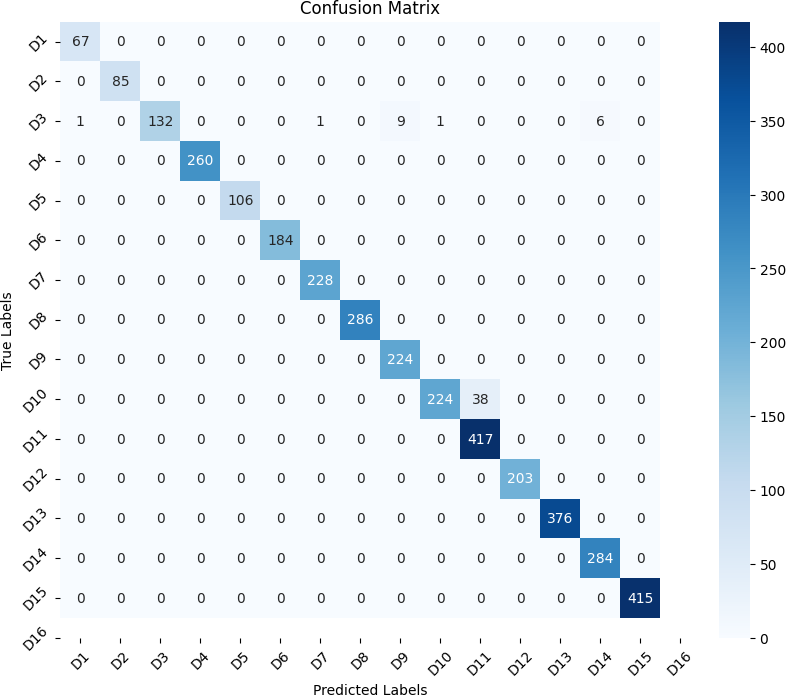 Confusion Matrix
D1 67 0 0 0 0 0 0 0 0 0 0 0 0 0 0
D2 0 85 0 0 0 0 0 0 0 0 0 0 0 0 0
D3 1 0 132 0 0 0 1 0 9 1 0 0 0 6 0
D4 0 0 0 260 0 0 0 0 0 0 0 0 0 0 0
D5 0 0 0 0 106 0 0 0 0 0 0 0 0 0 0
D6 0 0 0 0 0 184 0 0 0 0 0 0 0 0 0
D7 0 0 0 0 0 0 228 0 0 0 0 0 0 0 0
D8 0 0 0 0 0 0 0 286 0 0 0 0 0 0 0
D9 0 0 0 0 0 0 0 0 224 0 0 0 0 0 0
D10 0 0 0 0 0 0 0 0 0 224 38 0 0 0 0
D11 0 0 0 0 0 0 0 0 0 0 417 0 0 0 0
D12 0 0 0 0 0 0 0 0 0 0 0 203 0 0 0
D13 0 0 0 0 0 0 0 0 0 0 0 0 376 0 0
D14 0 0 0 0 0 0 0 0 0 0 0 0 0 284 0
D15 0 0 0 0 0 0 0 0 0 0 0 0 0 0 415
D16
D1 D2 D3 D4 D5 D6 D7 D8 D9 D10 D11 D12 D13 D14 D15 D16
Predicted Labels
True Labels
400
350
300
250
200
150
100
50
0